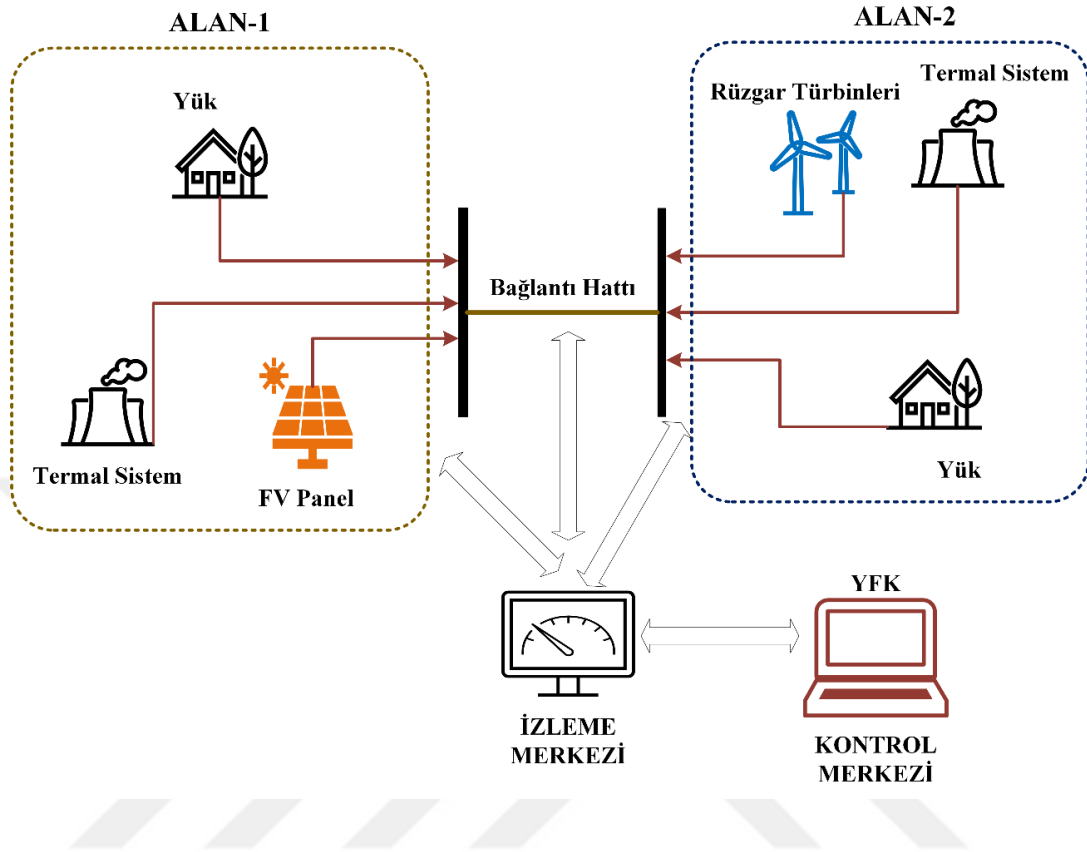 ALAN-1
ALAN-2
Yük
Rüzgar Türbinleri
Termal Sistem
Bağlantı Hattı
Termal Sistem
FV Panel
Yük
YFK
İZLEME
MERKEZİ
KONTROL
MERKEZİ